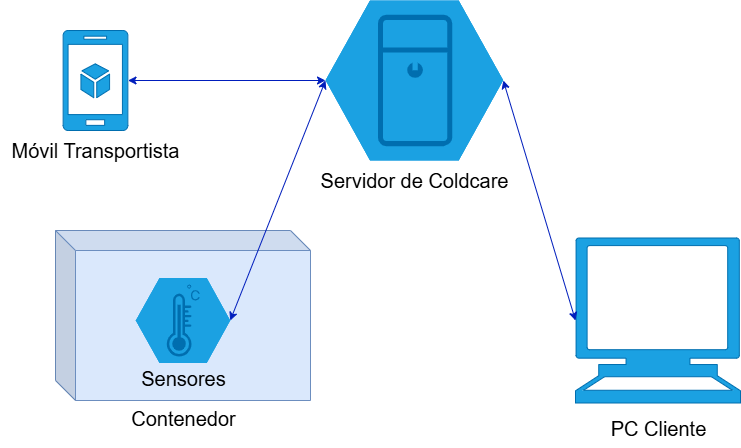 Móvil Transportista
Servidor de Coldcare
°C
Sensores
Contenedor
PC Cliente